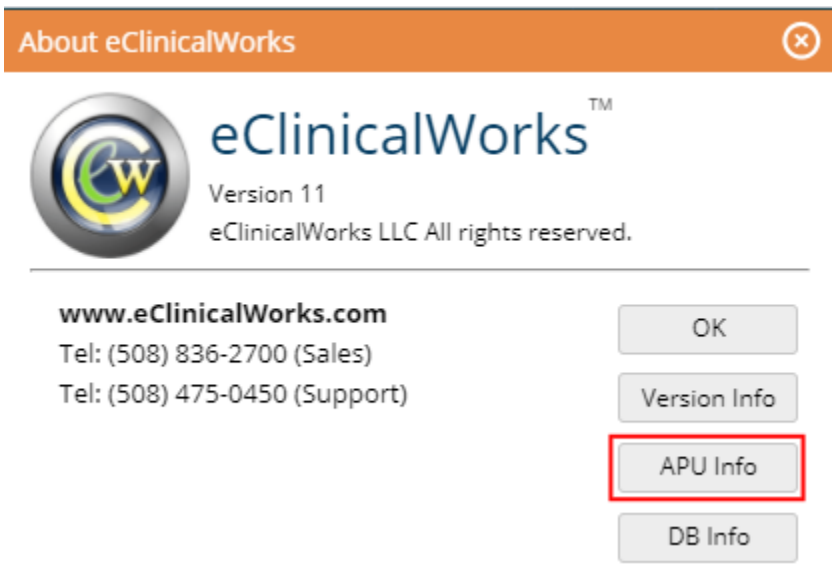 About eClinicalWorks
eCw
eClinicalWorks™
Version 11
eClinicalWorks LLC All rights reserved.
www.eClinicalWorks.com
Tel: (508) 836-2700 (Sales)
Tel: (508) 475-0450 (Support)
OK
Version Info
APU Info
DB Info